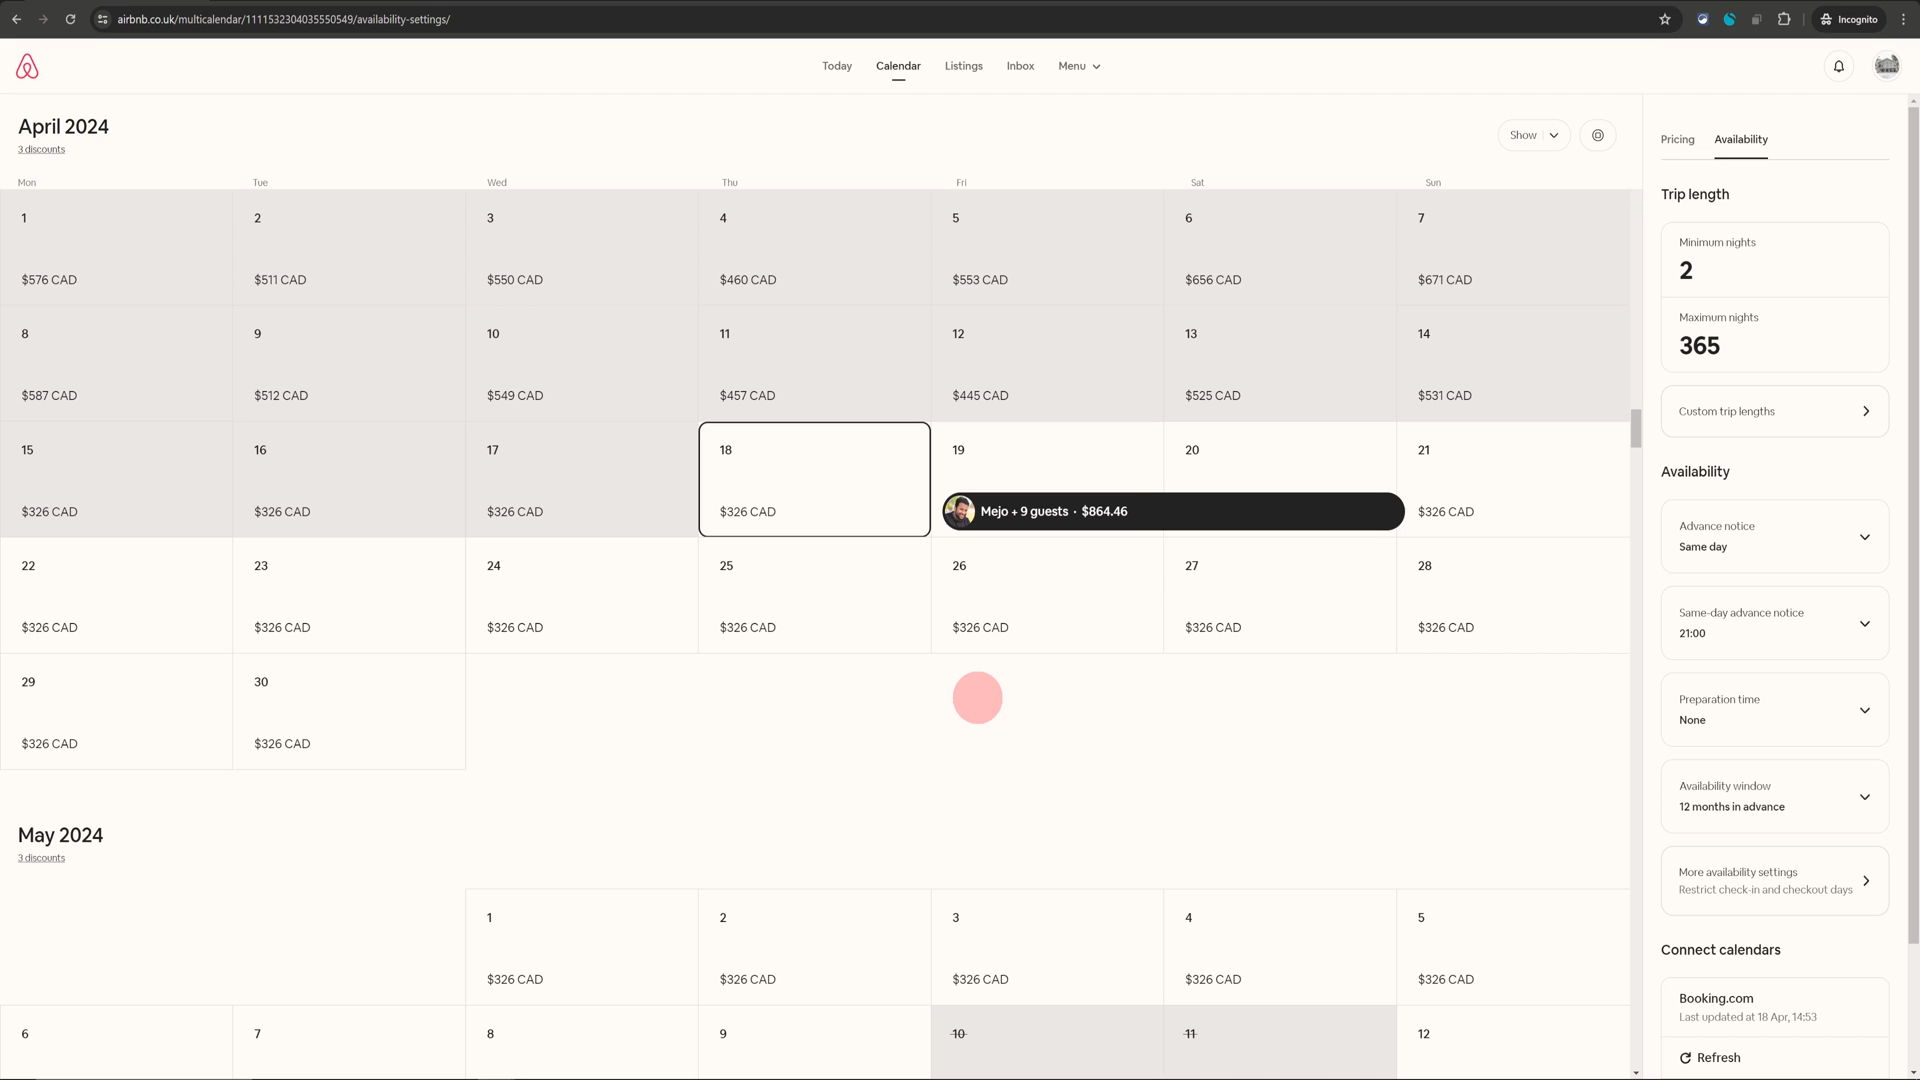 airbnb.co.uk/multicalendar/1111532304035550549/availability-settings/
Incognito
Today Calendar Listings Inbox Menu
April 2024
3 discounts
Show
Mon Tue Wed Thu Fri Sat Sun
1 2 3 4 5 6 7
$576 CAD $511 CAD $550 CAD $460 CAD $553 CAD $656 CAD $671 CAD
8 9 10 11 12 13 14
$587 CAD $512 CAD $549 CAD $457 CAD $445 CAD $525 CAD $531 CAD
15 16 17 18 19 20 21
$326 CAD $326 CAD $326 CAD $326 CAD Mejo + 9 guests · $864.46 $326 CAD
22 23 24 25 26 27 28
$326 CAD $326 CAD $326 CAD $326 CAD $326 CAD $326 CAD $326 CAD
29 30
$326 CAD $326 CAD
May 2024
3 discounts
1 2 3 4 5
$326 CAD $326 CAD $326 CAD $326 CAD $326 CAD
6 7 8 9 10 11 12
Pricing Availability
Trip length
Minimum nights
2
Maximum nights
365
Custom trip lengths
Availability
Advance notice
Same day
Same-day advance notice
21:00
Preparation time
None
Availability window
12 months in advance
More availability settings
Restrict check-in and checkout days
Connect calendars
Booking.com
Last updated at 18 Apr, 14:53
Refresh